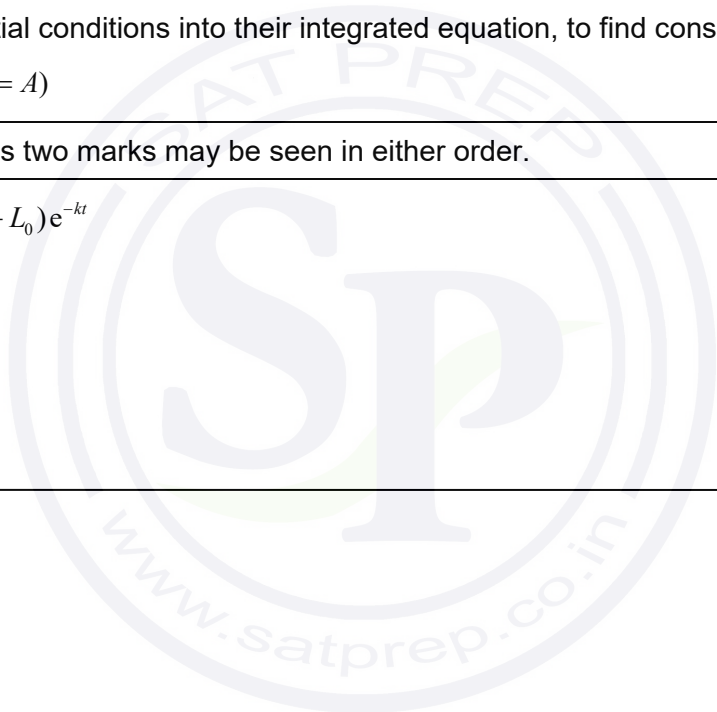 tial conditions into their integrated equation, to find cons
= A)
s two marks may be seen in either order.
L₀)e⁻ᵏᵗ
SAT PREP
SP
www.satprep.co.in